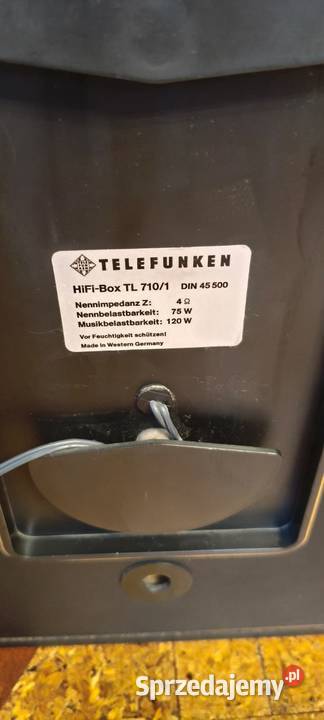 TELEFUNKEN
HiFi-Box TL 710/1 DIN 45 500
Nennimpedanz Z: 4 Ω
Nennbelastbarkeit: 75 W
Musikbelastbarkeit: 120 W
Vor Feuchtigkeit schützen!
Made in Western Germany
Sprzedajemy.pl